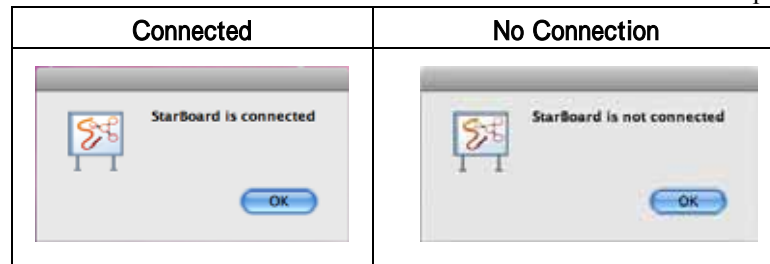 Connected
No Connection
StarBoard is connected
OK
StarBoard is not connected
OK